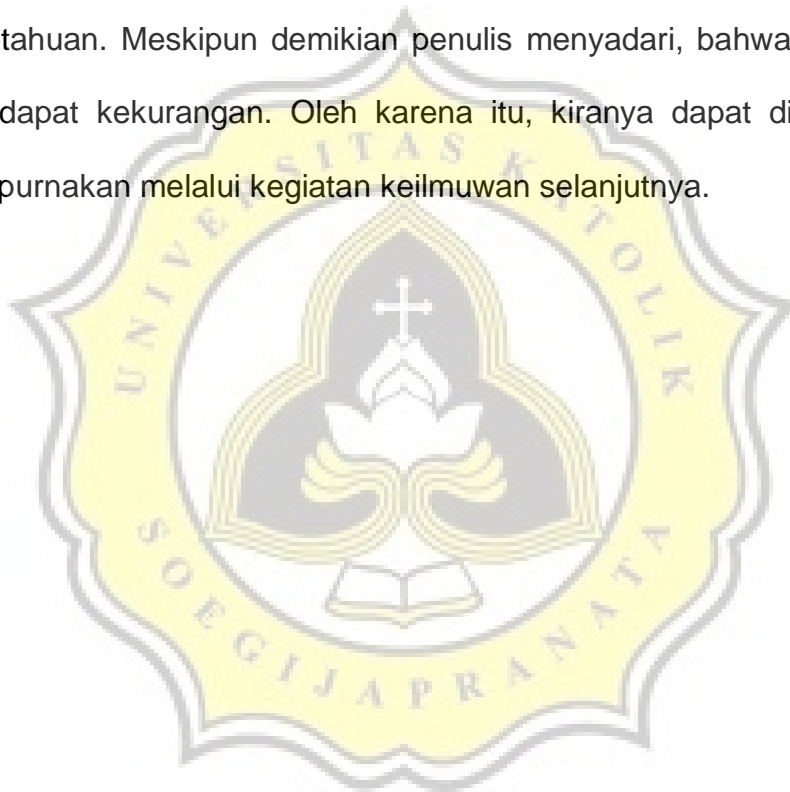 tahuan. Meskipun demikian penulis menyadari, bahwa
dapat kekurangan. Oleh karena itu, kiranya dapat di
purnakan melalui kegiatan keilmuwan selanjutnya.
UNIVERSITAS KATOLIK
SOEGIJAPRANATA